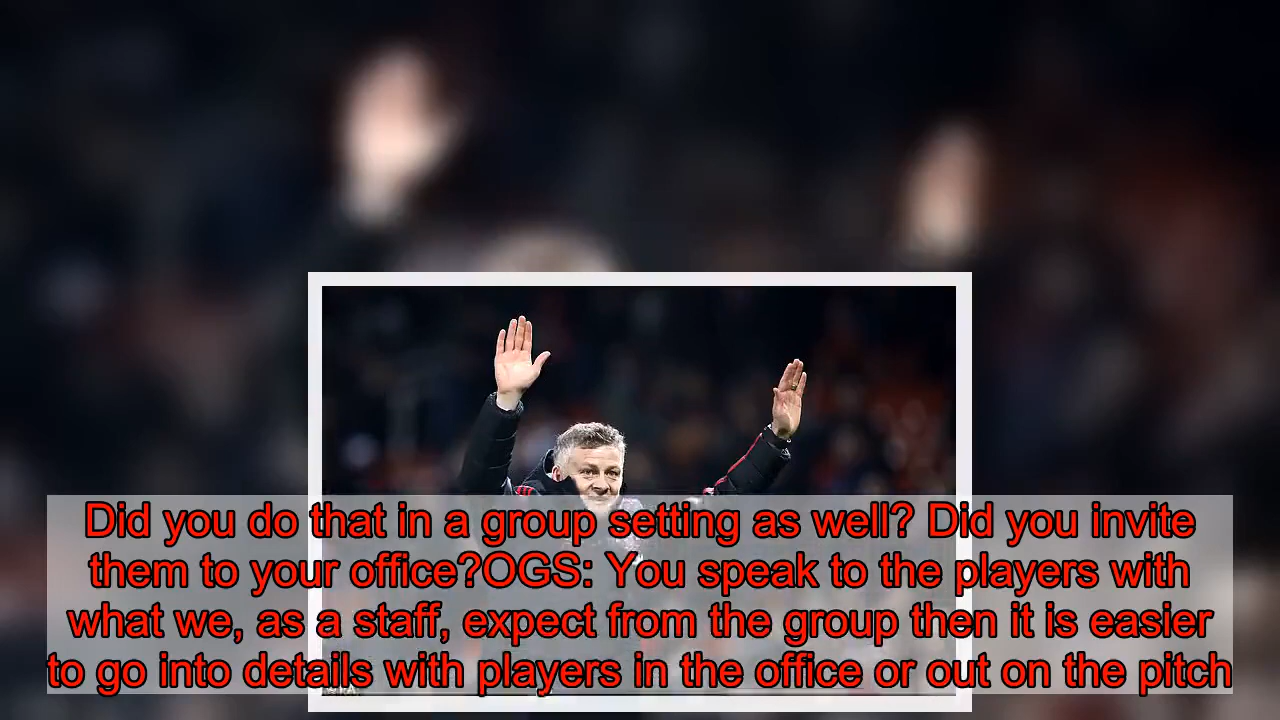 Did you do that in a group setting as well? Did you invite
them to your office?OGS: You speak to the players with
what we, as a staff, expect from the group then it is easier
to go into details with players in the office or out on the pitch